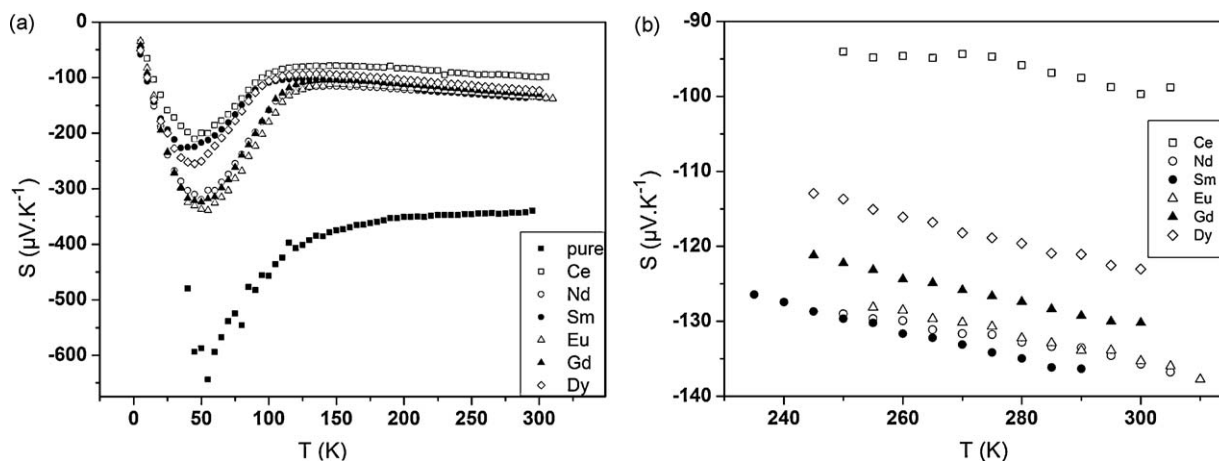 (a)
0
-100
-200
-300
-400
-500
-600
S (µV.K⁻¹)
0
50
100
150
200
250
300
T (K)
pure
Ce
Nd
Sm
Eu
Gd
Dy
(b)
-90
-100
-110
-120
-130
-140
S (µV.K⁻¹)
240
260
280
300
T (K)
Ce
Nd
Sm
Eu
Gd
Dy